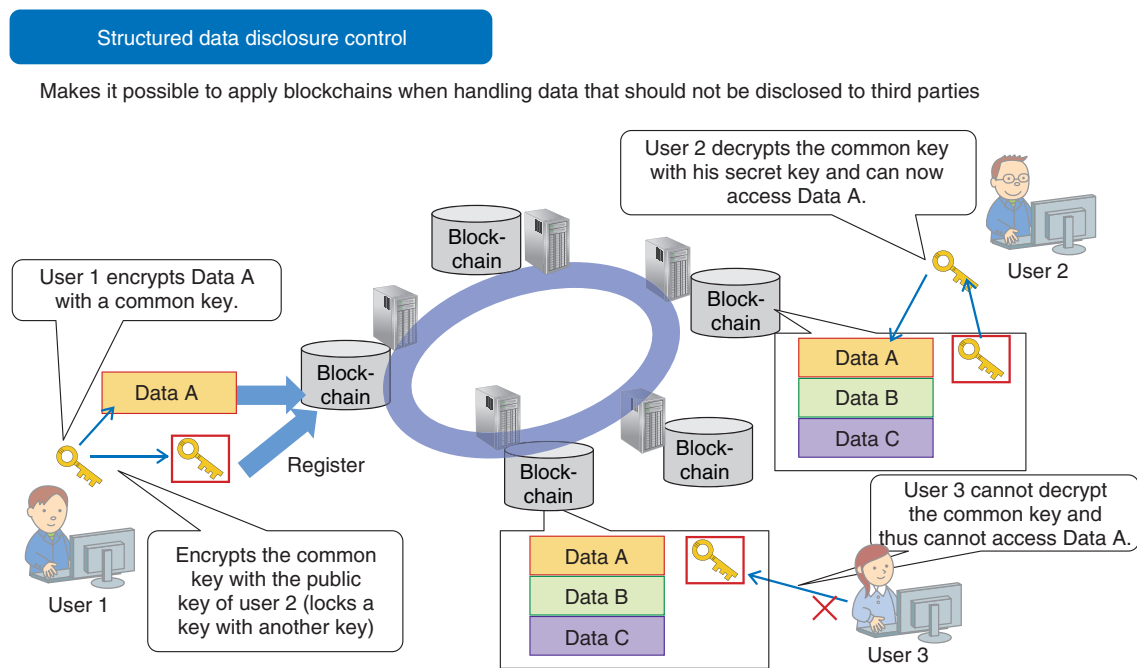 Structured data disclosure control
Makes it possible to apply blockchains when handling data that should not be disclosed to third parties
User 2 decrypts the common key
with his secret key and can now
access Data A.
User 2
Block-
chain
User 1 encrypts Data A
with a common key.
Block-
chain
Block-
chain
Data A
Data A
Data B
Data C
Register
Block-
chain
Block-
chain
User 3 cannot decrypt
the common key and
thus cannot access Data A.
Encrypts the common
key with the public
key of user 2 (locks a
key with another key)
User 1
Data A
Data B
Data C
User 3